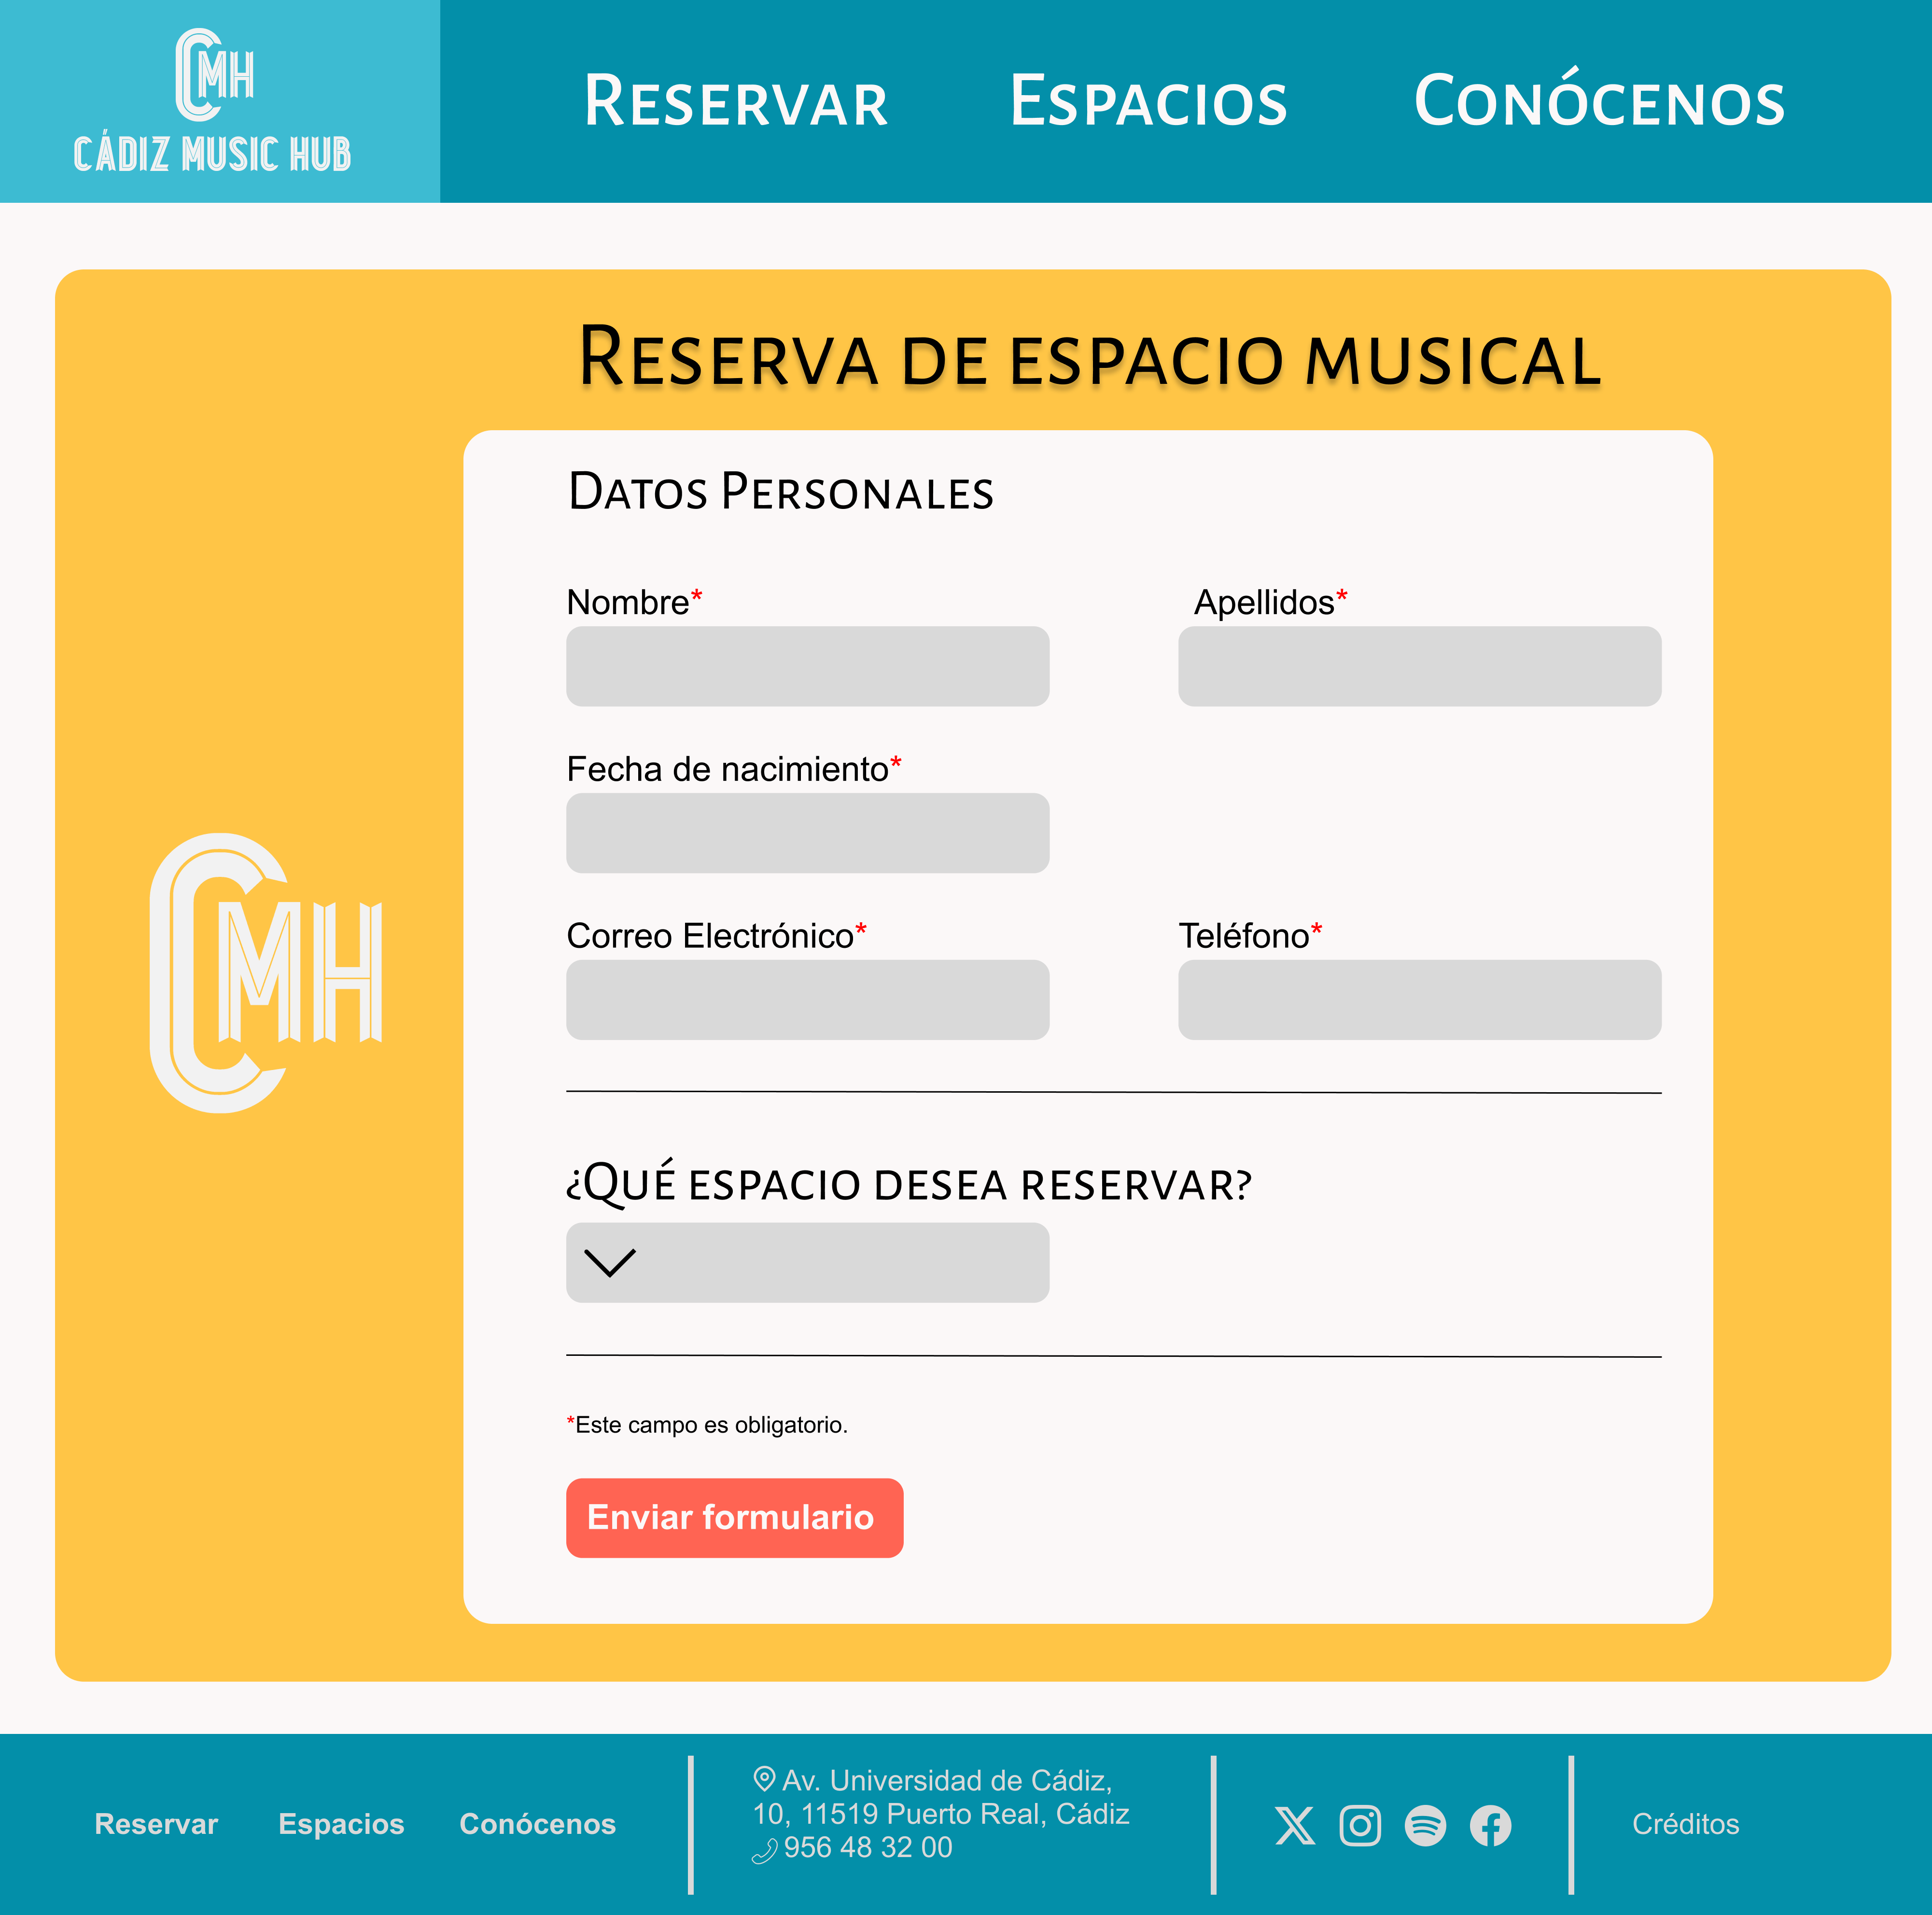 CMH
CÁDIZ MUSIC HUB
Reservar Espacios Conócenos
Reserva de espacio musical
Datos Personales
Nombre* Apellidos*
Fecha de nacimiento*
CMH
Correo Electrónico* Teléfono*
¿Qué espacio desea reservar?
*Este campo es obligatorio.
Enviar formulario
Reservar Espacios Conócenos
Av. Universidad de Cádiz,
10, 11519 Puerto Real, Cádiz
956 48 32 00
Créditos